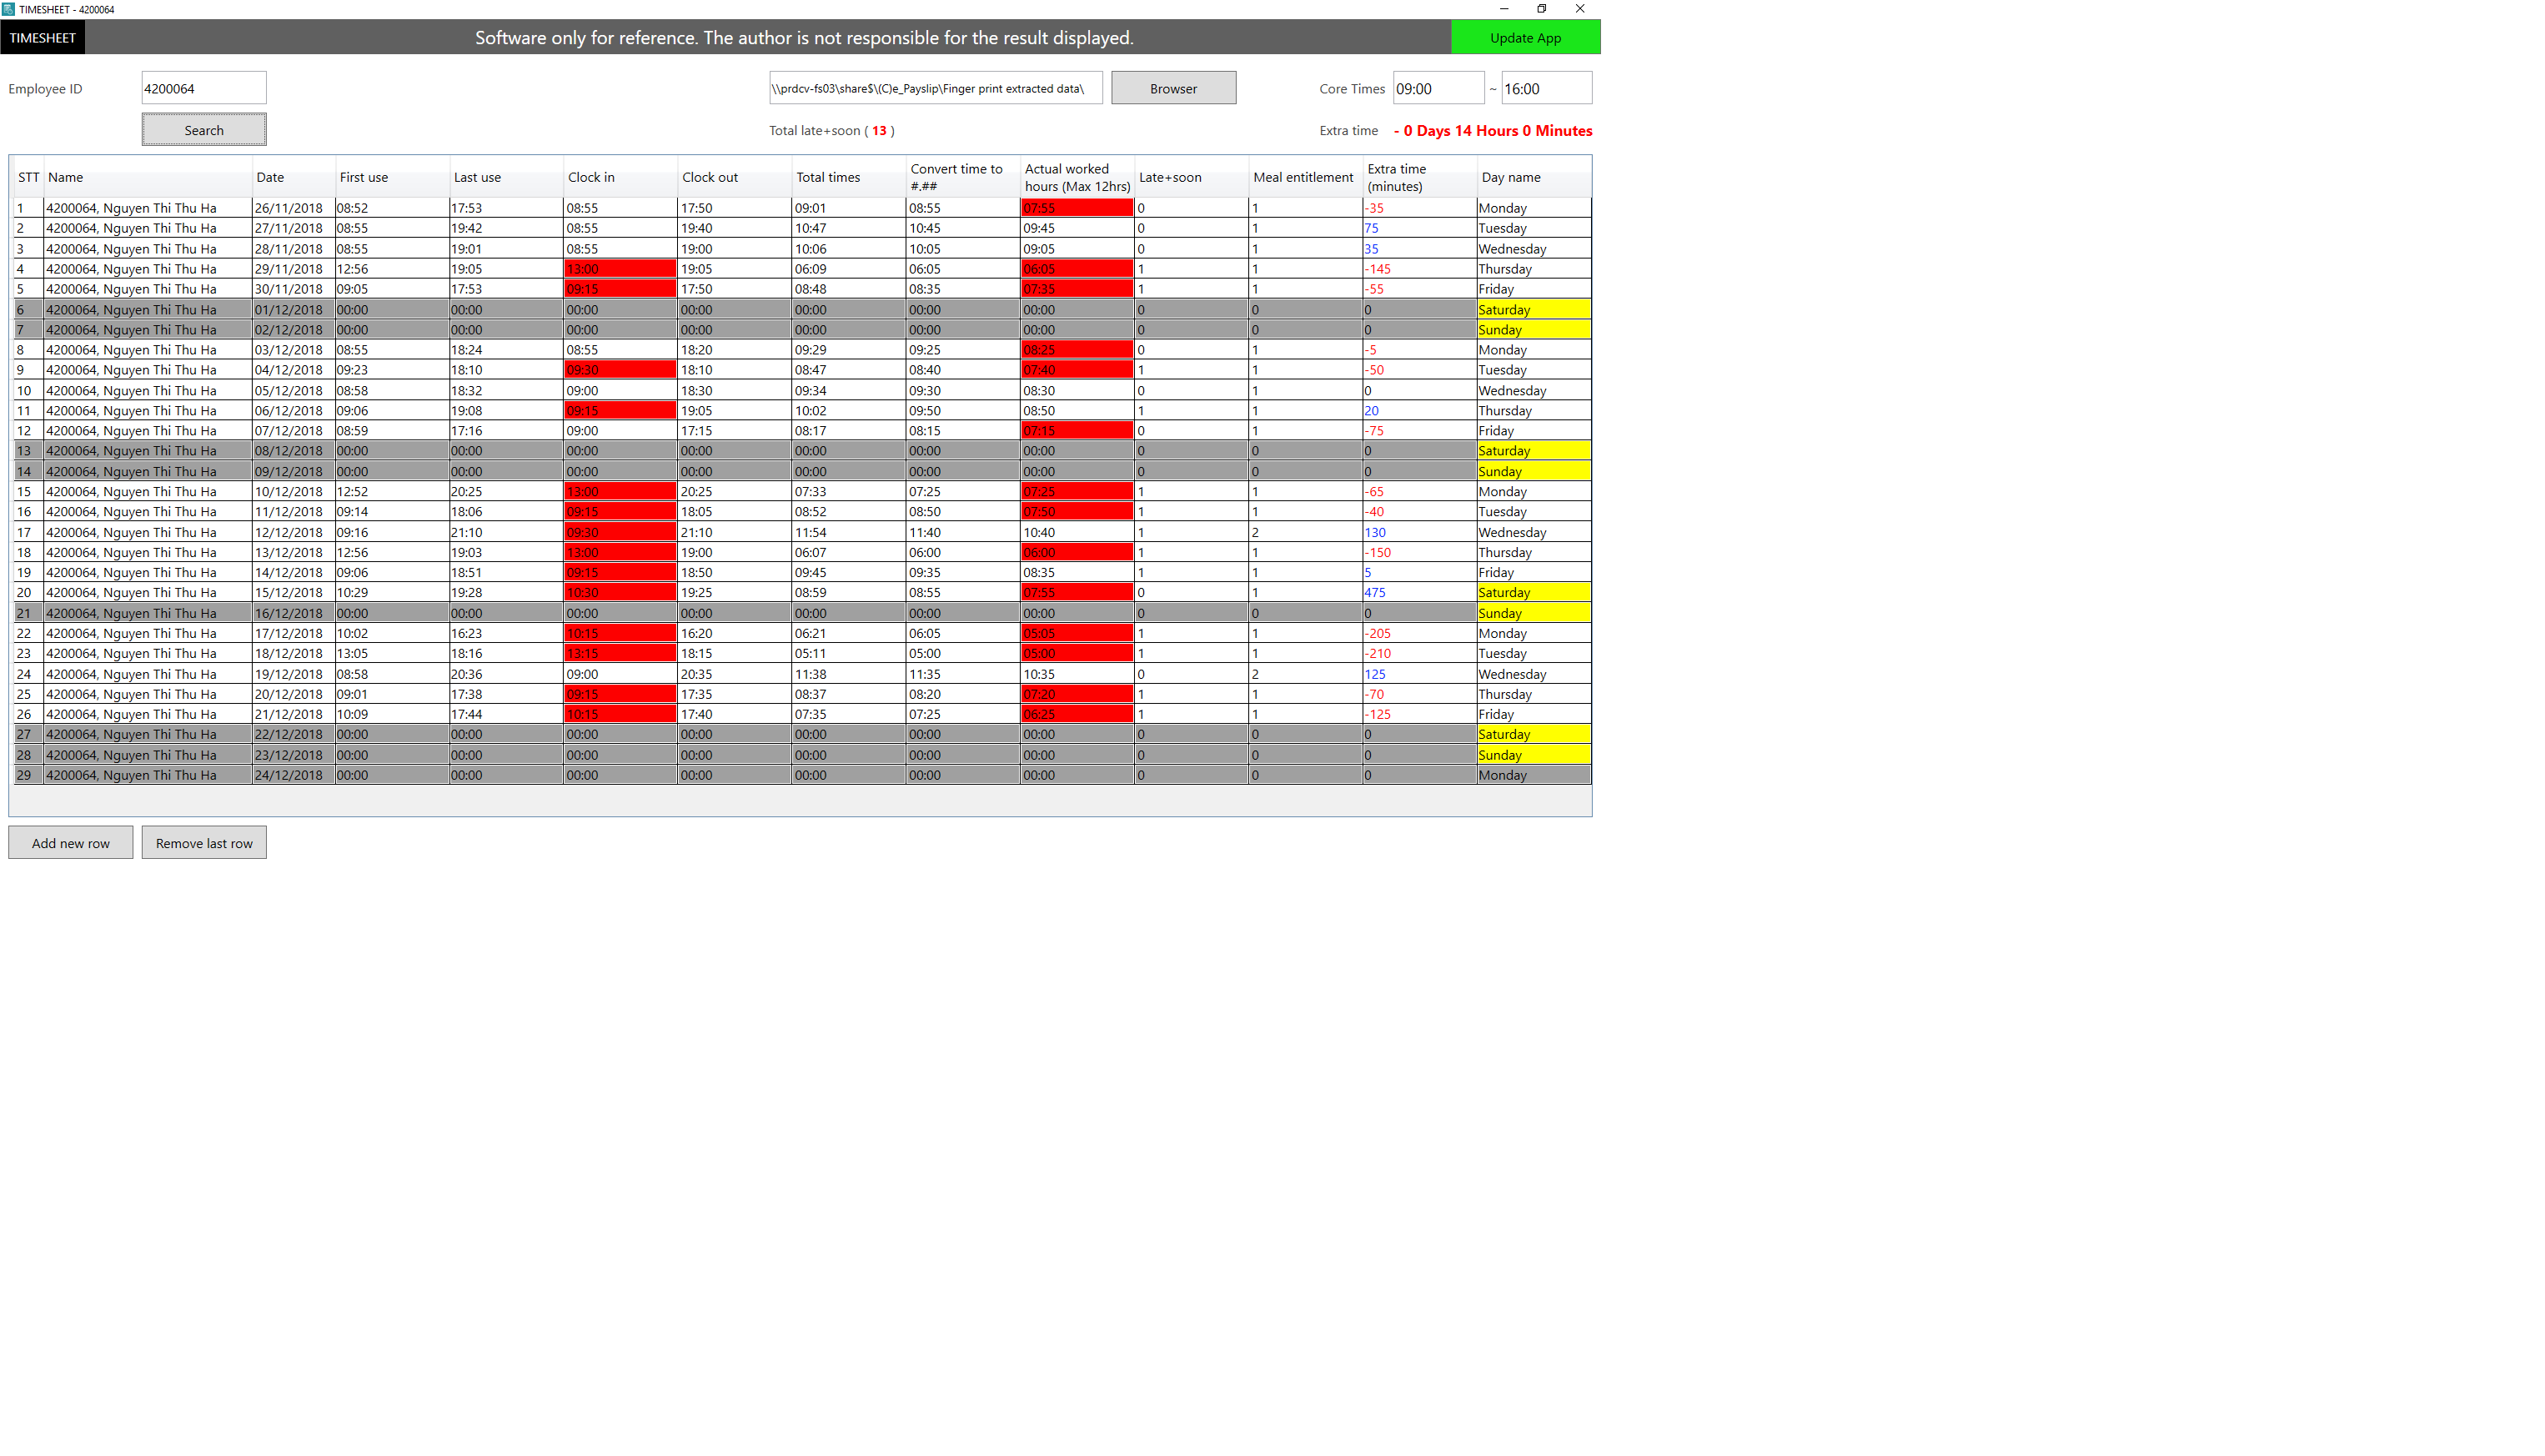 TIMESHEET - 4200064
TIMESHEET Software only for reference. The author is not responsible for the result displayed. Update App
Employee ID 4200064 \\prdcv-fs03\share$\(C)e_Payslip\Finger print extracted data\ Browser Core Times 09:00 ~ 16:00
Search Total late+soon ( 13 ) Extra time - 0 Days 14 Hours 0 Minutes
STT Name Date First use Last use Clock in Clock out Total times Convert time to #.## Actual worked hours (Max 12hrs) Late+soon Meal entitlement Extra time (minutes) Day name
1 4200064, Nguyen Thi Thu Ha 26/11/2018 08:52 17:53 08:55 17:50 09:01 08:55 07:55 0 1 -35 Monday
2 4200064, Nguyen Thi Thu Ha 27/11/2018 08:55 19:42 08:55 19:40 10:47 10:45 09:45 0 1 75 Tuesday
3 4200064, Nguyen Thi Thu Ha 28/11/2018 08:55 19:01 08:55 19:00 10:06 10:05 09:05 0 1 35 Wednesday
4 4200064, Nguyen Thi Thu Ha 29/11/2018 12:56 19:05 13:00 19:05 06:09 06:05 06:05 1 1 -145 Thursday
5 4200064, Nguyen Thi Thu Ha 30/11/2018 09:05 17:53 09:15 17:50 08:48 08:35 07:35 1 1 -55 Friday
6 4200064, Nguyen Thi Thu Ha 01/12/2018 00:00 00:00 00:00 00:00 00:00 00:00 00:00 0 0 0 Saturday
7 4200064, Nguyen Thi Thu Ha 02/12/2018 00:00 00:00 00:00 00:00 00:00 00:00 00:00 0 0 0 Sunday
8 4200064, Nguyen Thi Thu Ha 03/12/2018 08:55 18:24 08:55 18:20 09:29 09:25 08:25 0 1 -5 Monday
9 4200064, Nguyen Thi Thu Ha 04/12/2018 09:23 18:10 09:30 18:10 08:47 08:40 07:40 1 1 -50 Tuesday
10 4200064, Nguyen Thi Thu Ha 05/12/2018 08:58 18:32 09:00 18:30 09:34 09:30 08:30 0 1 0 Wednesday
11 4200064, Nguyen Thi Thu Ha 06/12/2018 09:06 19:08 09:15 19:05 10:02 09:50 08:50 1 1 20 Thursday
12 4200064, Nguyen Thi Thu Ha 07/12/2018 08:59 17:16 09:00 17:15 08:17 08:15 07:15 0 1 -75 Friday
13 4200064, Nguyen Thi Thu Ha 08/12/2018 00:00 00:00 00:00 00:00 00:00 00:00 00:00 0 0 0 Saturday
14 4200064, Nguyen Thi Thu Ha 09/12/2018 00:00 00:00 00:00 00:00 00:00 00:00 00:00 0 0 0 Sunday
15 4200064, Nguyen Thi Thu Ha 10/12/2018 12:52 20:25 13:00 20:25 07:33 07:25 07:25 1 1 -65 Monday
16 4200064, Nguyen Thi Thu Ha 11/12/2018 09:14 18:06 09:15 18:05 08:52 08:50 07:50 1 1 -40 Tuesday
17 4200064, Nguyen Thi Thu Ha 12/12/2018 09:16 21:10 09:30 21:10 11:54 11:40 10:40 1 2 130 Wednesday
18 4200064, Nguyen Thi Thu Ha 13/12/2018 12:56 19:03 13:00 19:00 06:07 06:00 06:00 1 1 -150 Thursday
19 4200064, Nguyen Thi Thu Ha 14/12/2018 09:06 18:51 09:15 18:50 09:45 09:35 08:35 1 1 5 Friday
20 4200064, Nguyen Thi Thu Ha 15/12/2018 10:29 19:28 10:30 19:25 08:59 08:55 07:55 0 1 475 Saturday
21 4200064, Nguyen Thi Thu Ha 16/12/2018 00:00 00:00 00:00 00:00 00:00 00:00 00:00 0 0 0 Sunday
22 4200064, Nguyen Thi Thu Ha 17/12/2018 10:02 16:23 10:15 16:20 06:21 06:05 05:05 1 1 -205 Monday
23 4200064, Nguyen Thi Thu Ha 18/12/2018 13:05 18:16 13:15 18:15 05:11 05:00 05:00 1 1 -210 Tuesday
24 4200064, Nguyen Thi Thu Ha 19/12/2018 08:58 20:36 09:00 20:35 11:38 11:35 10:35 0 2 125 Wednesday
25 4200064, Nguyen Thi Thu Ha 20/12/2018 09:01 17:38 09:15 17:35 08:37 08:20 07:20 1 1 -70 Thursday
26 4200064, Nguyen Thi Thu Ha 21/12/2018 10:09 17:44 10:15 17:40 07:35 07:25 06:25 1 1 -125 Friday
27 4200064, Nguyen Thi Thu Ha 22/12/2018 00:00 00:00 00:00 00:00 00:00 00:00 00:00 0 0 0 Saturday
28 4200064, Nguyen Thi Thu Ha 23/12/2018 00:00 00:00 00:00 00:00 00:00 00:00 00:00 0 0 0 Sunday
29 4200064, Nguyen Thi Thu Ha 24/12/2018 00:00 00:00 00:00 00:00 00:00 00:00 00:00 0 0 0 Monday
Add new row Remove last row